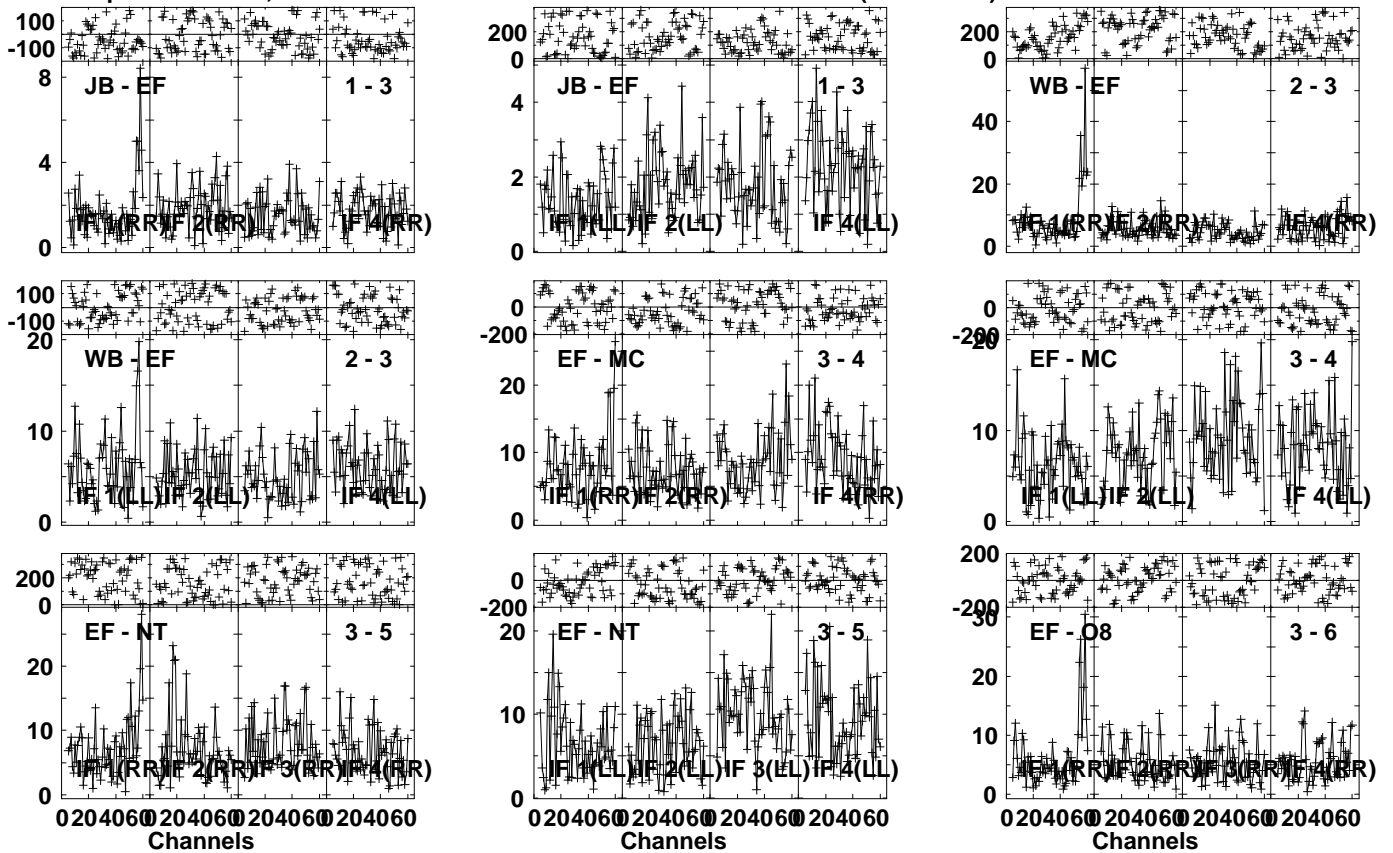 100
-100
8
4
0
JB - EF
1 - 3
IF 1(RR)
IF 2(RR)
IF 4(RR)
200
0
4
2
0
JB - EF
1 - 3
IF 1(LL)
IF 2(LL)
IF 4(LL)
200
0
40
20
0
WB - EF
2 - 3
IF 1(RR)
IF 2(RR)
IF 4(RR)
100
-100
20
10
0
WB - EF
2 - 3
IF 1(LL)
IF 2(LL)
IF 4(LL)
0
-200
20
10
0
EF - MC
3 - 4
IF 1(RR)
IF 2(RR)
IF 4(RR)
0
-200
20
10
0
EF - MC
3 - 4
IF 1(LL)
IF 2(LL)
IF 4(LL)
200
0
20
10
0
EF - NT
3 - 5
IF 1(RR)
IF 2(RR)
IF 3(RR)
IF 4(RR)
0 20 40 60 0 20 40 60 0 20 40 60 0 20 40 60
Channels
0
-200
20
10
0
EF - NT
3 - 5
IF 1(LL)
IF 2(LL)
IF 3(LL)
IF 4(LL)
0 20 40 60 0 20 40 60 0 20 40 60 0 20 40 60
Channels
200
0
-200
30
20
10
0
EF - O8
3 - 6
IF 1(RR)
IF 2(RR)
IF 3(RR)
IF 4(RR)
0 20 40 60 0 20 40 60 0 20 40 60 0 20 40 60
Channels